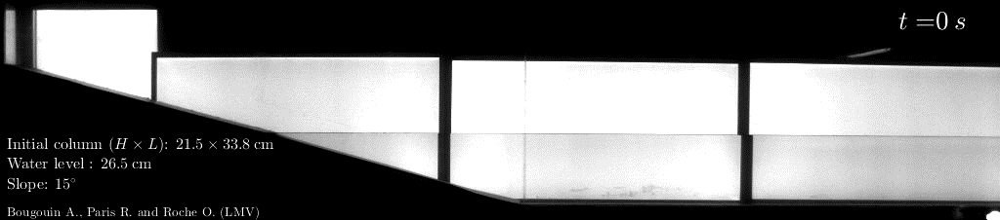 t =0 s
Initial column (H × L): 21.5 × 33.8 cm
Water level : 26.5 cm
Slope: 15°
Bougouin A., Paris R. and Roche O. (LMV)